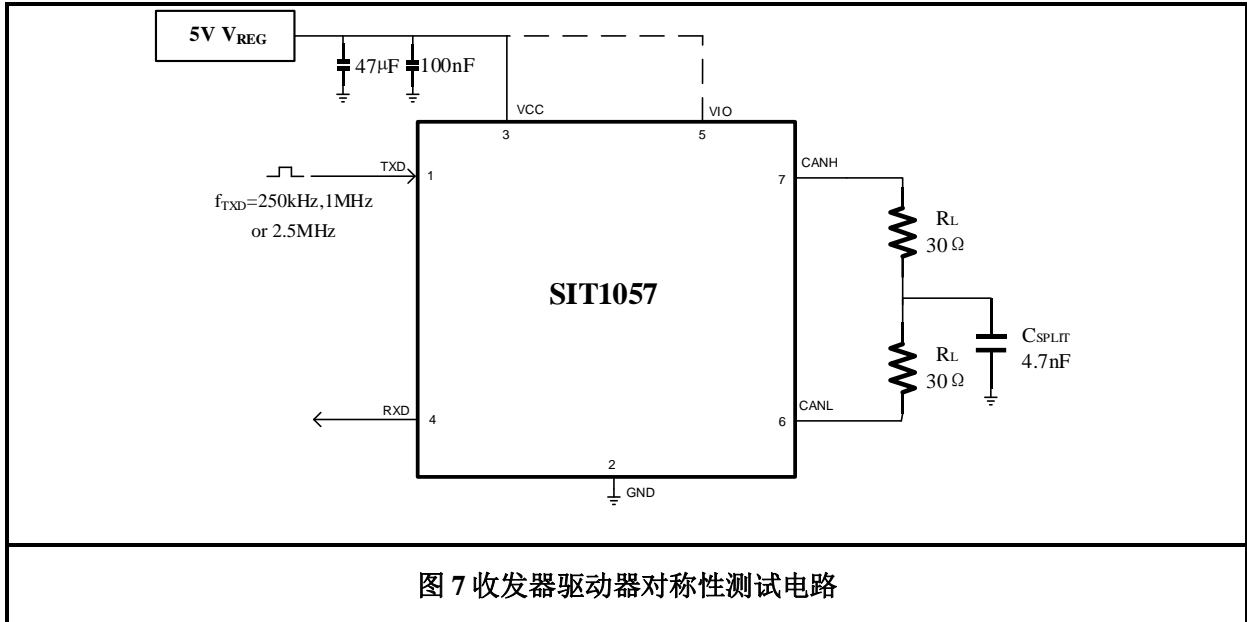 5V VREG
47μF
100nF
VCC
VIO
3
5
TXD
1
fTXD=250kHz,1MHz
or 2.5MHz
CANH
7
RL
30Ω
SIT1057
CSPLIT
4.7nF
RL
30Ω
RXD
4
CANL
6
2
GND
图 7 收发器驱动器对称性测试电路